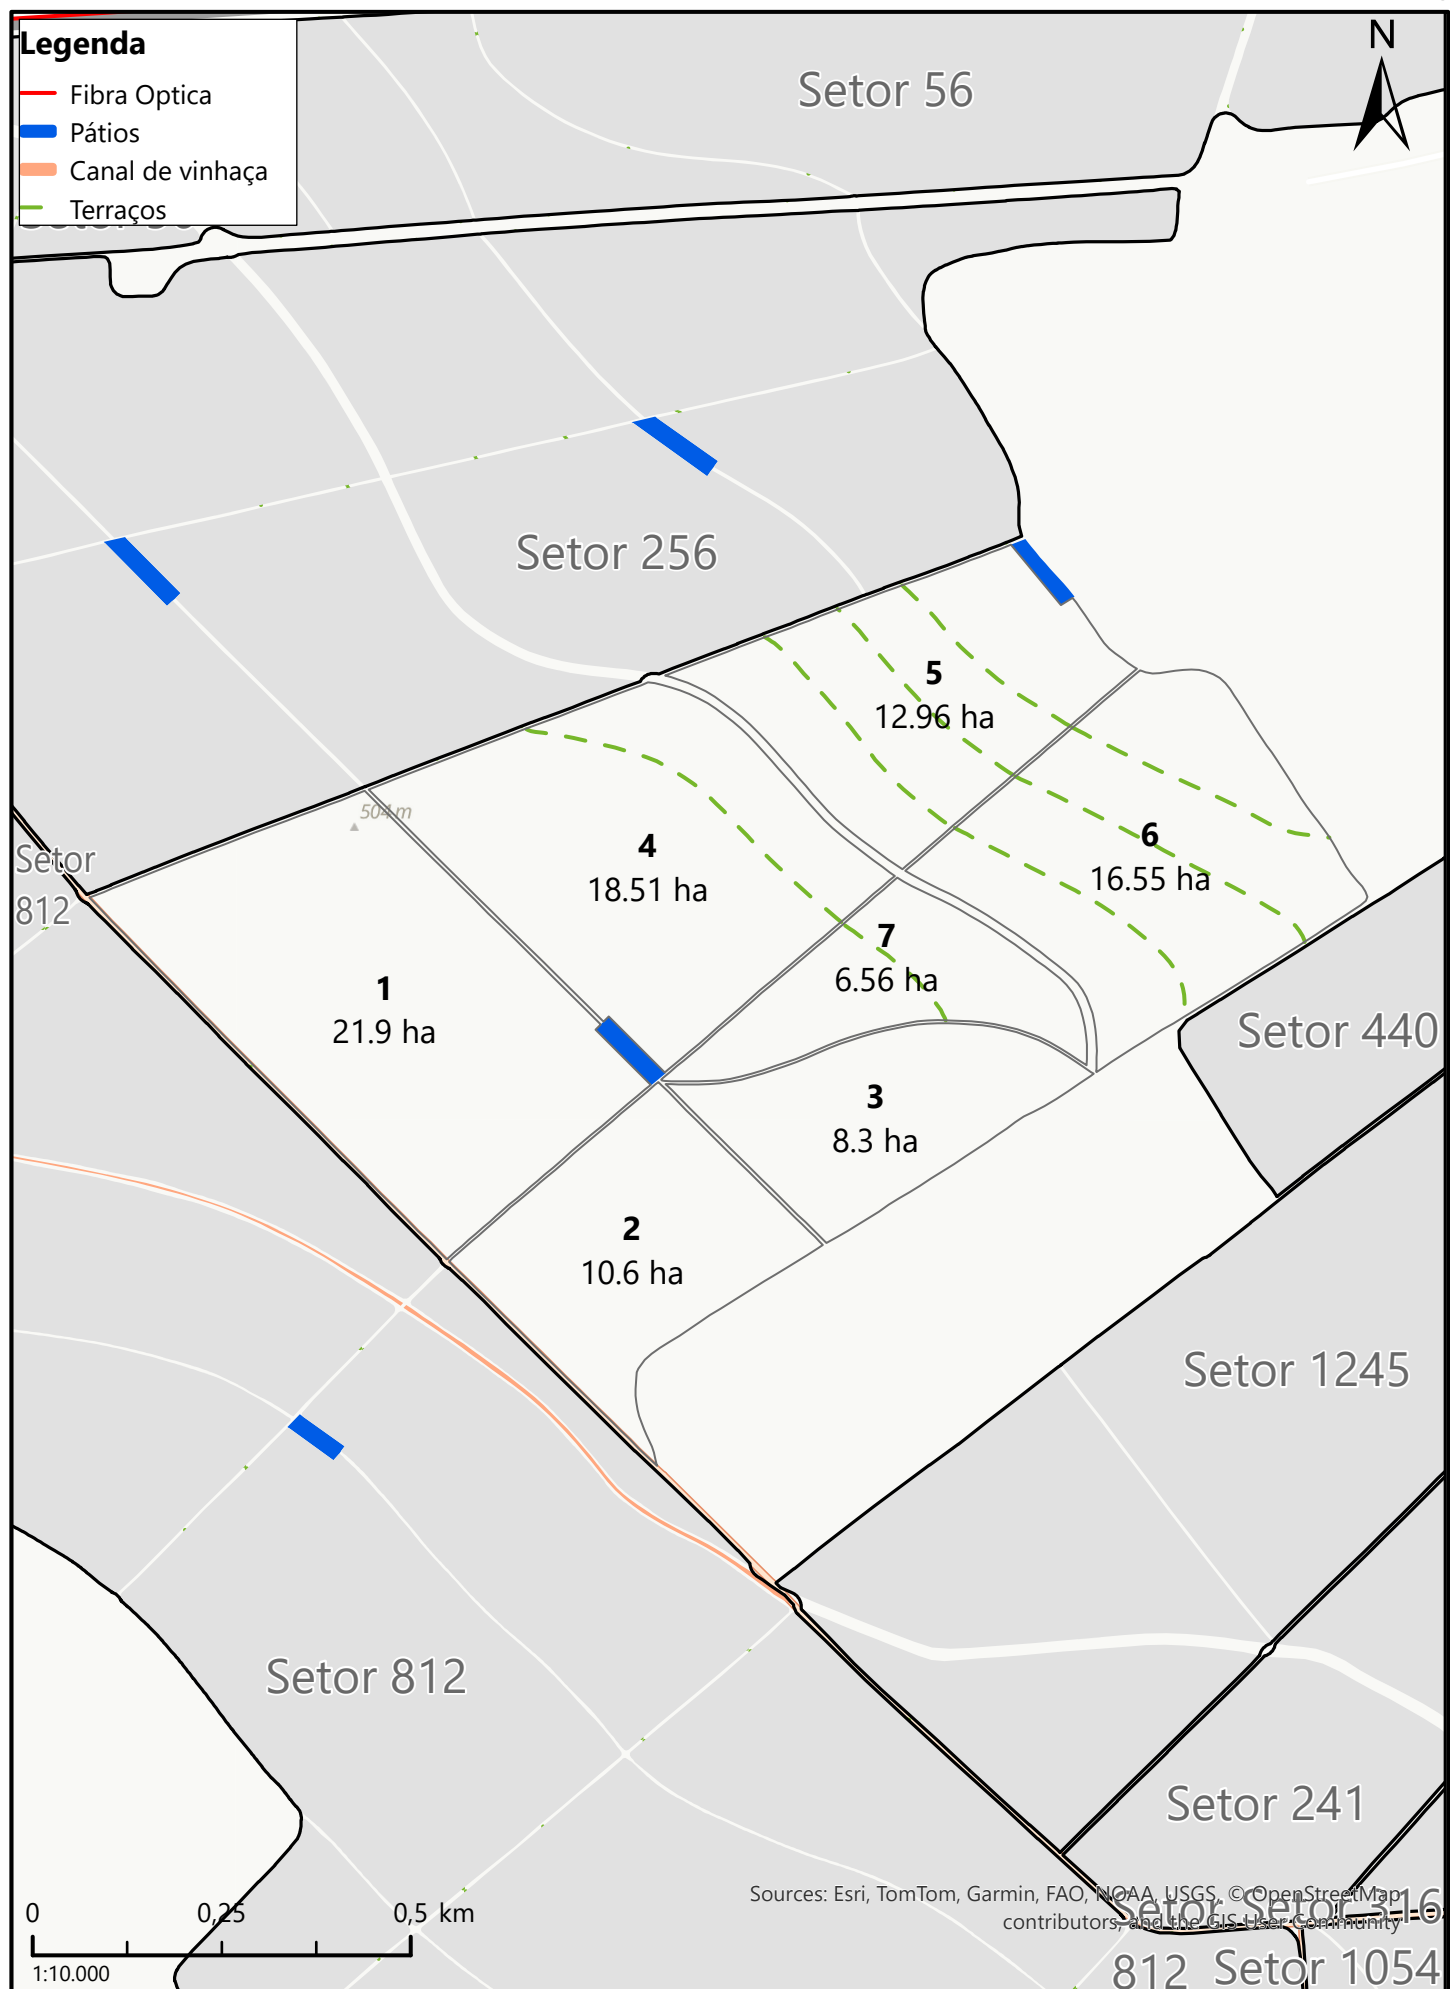 Legenda
Fibra Optica
Pátios
Canal de vinhaça
Terraços
N
Setor 56
Setor 256
5
12.96 ha
504 m
4
18.51 ha
6
16.55 ha
Setor
812
7
6.56 ha
1
21.9 ha
Setor 440
3
8.3 ha
2
10.6 ha
Setor 1245
Setor 812
Setor 241
0 0,25 0,5 km
1:10.000
Sources: Esri, TomTom, Garmin, FAO, NOAA, USGS, © OpenStreetMap
contributors, and the GIS User Community
Setor
812
Setor 316
Setor 1054